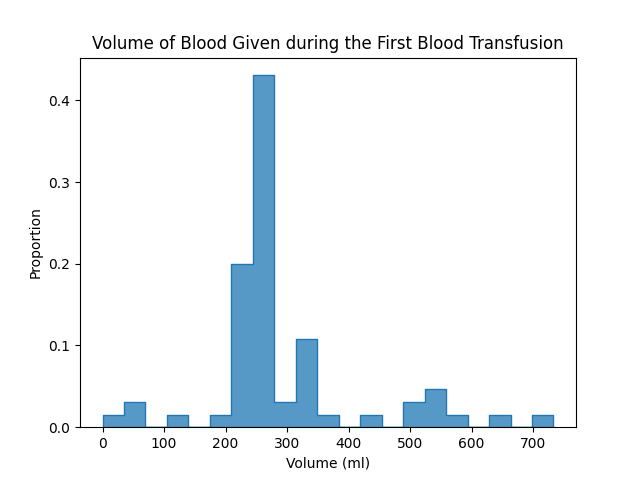 Volume of Blood Given during the First Blood Transfusion
0.4
0.3
0.2
0.1
0.0
Proportion
0 100 200 300 400 500 600 700
Volume (ml)